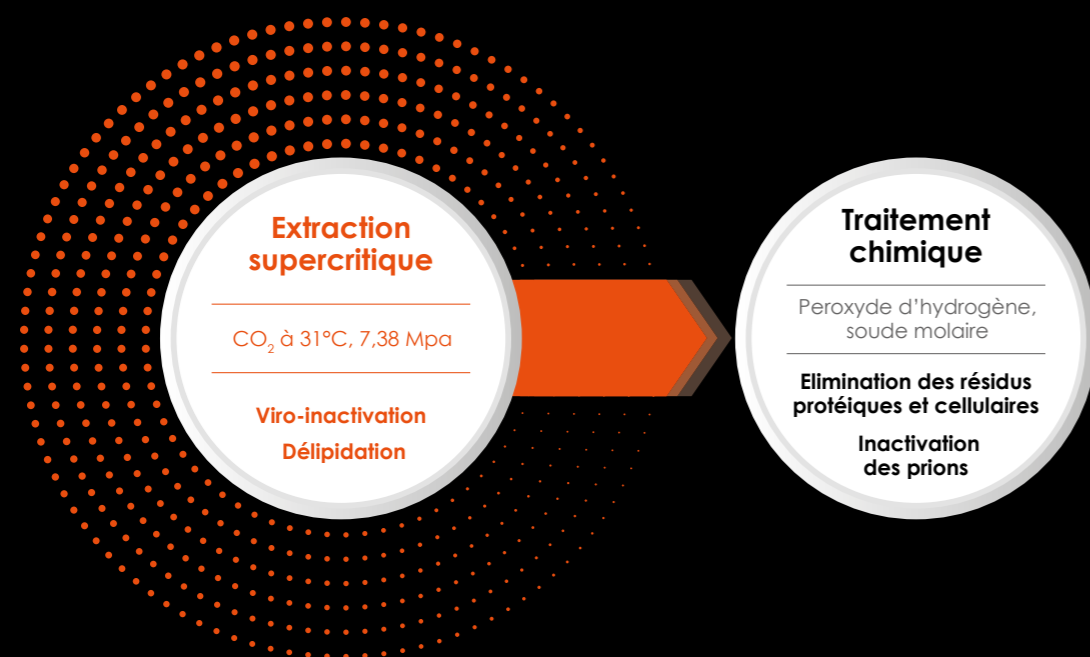 Extraction
supercritique
CO₂ à 31°C, 7,38 Mpa
Viro-inactivation
Délipidation
Traitement
chimique
Peroxyde d’hydrogène,
soude molaire
Elimination des résidus
protéiques et cellulaires
Inactivation
des prions